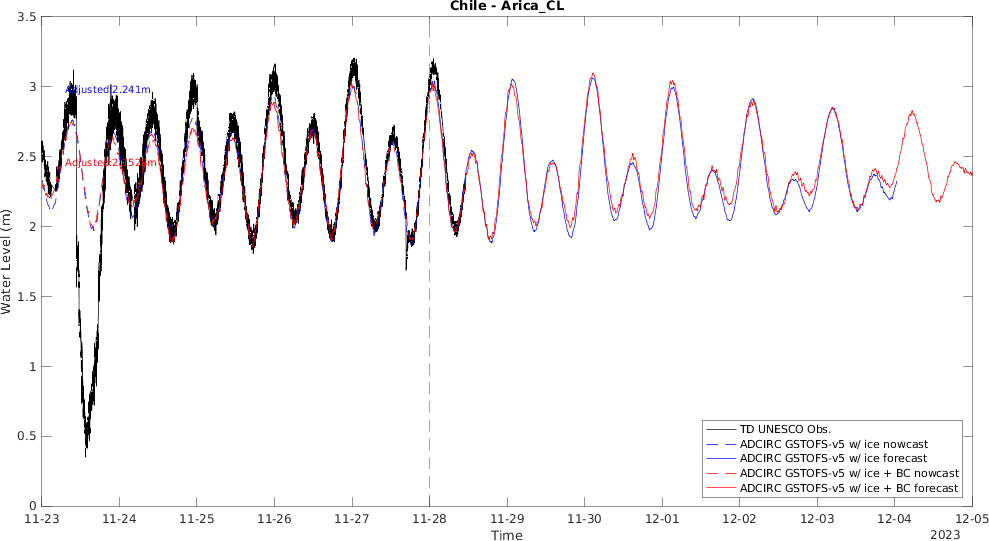 Chile - Arica_CL
3.5
3
2.5
2
1.5
1
0.5
0
Water Level (m)
Adjusted 2.241m
TD UNESCO Obs.
ADCIRC GSTOFS-v5 w/ ice nowcast
ADCIRC GSTOFS-v5 w/ ice forecast
ADCIRC GSTOFS-v5 w/ ice + BC nowcast
ADCIRC GSTOFS-v5 w/ ice + BC forecast
11-23 11-24 11-25 11-26 11-27 11-28 11-29 11-30 12-01 12-02 12-03 12-04 12-05
Time
2023